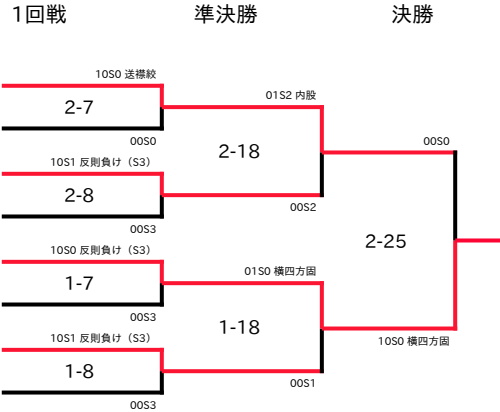 1回戦 準決勝 決勝
10S0 送襟絞
2-7
00S0
10S1 反則負け（S3）
2-8
00S3
10S0 反則負け（S3）
1-7
00S3
10S1 反則負け（S3）
1-8
00S3
01S2 内股
2-18
00S2
01S0 横四方固
1-18
00S1
00S0
2-25
10S0 横四方固